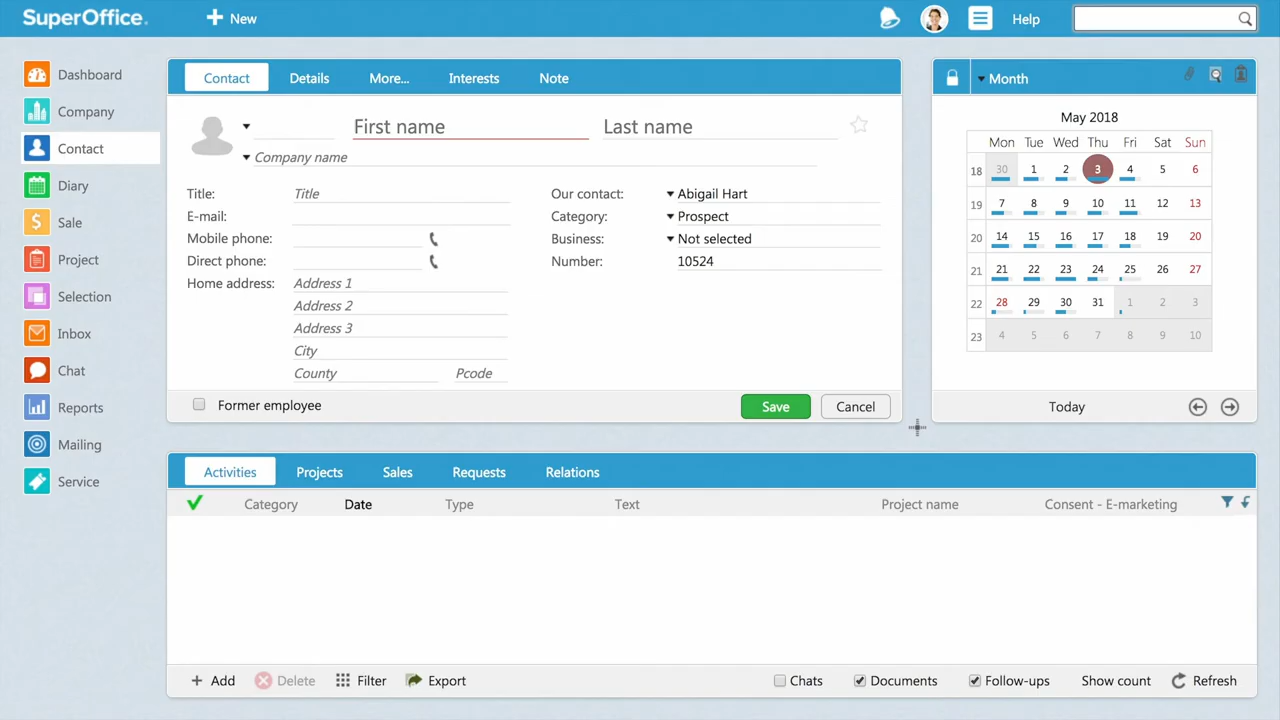 SuperOffice.
New
Help
Dashboard
Company
Contact
Diary
Sale
Project
Selection
Inbox
Chat
Reports
Mailing
Service
Contact Details More... Interests Note
First name Last name
Company name
Title: Title
E-mail:
Mobile phone:
Direct phone:
Home address: Address 1
Address 2
Address 3
City
County Pcode
Our contact: Abigail Hart
Category: Prospect
Business: Not selected
Number: 10524
Former employee Save Cancel
Month
May 2018
Mon Tue Wed Thu Fri Sat Sun
18 30 1 2 3 4 5 6
19 7 8 9 10 11 12 13
20 14 15 16 17 18 19 20
21 21 22 23 24 25 26 27
22 28 29 30 31 1 2 3
23 4 5 6 7 8 9 10
Today
Activities Projects Sales Requests Relations
Category Date Type Text Project name Consent - E-marketing
Add Delete Filter Export Chats Documents Follow-ups Show count Refresh